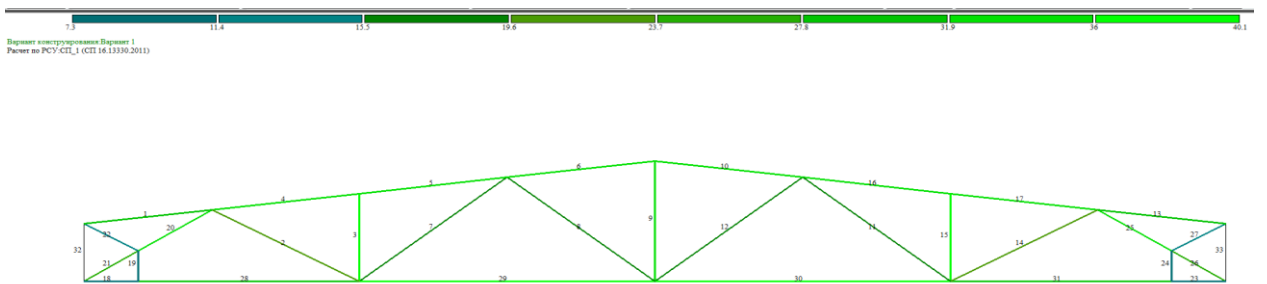 7.3 11.4 15.5 19.6 23.7 27.8 31.9 36 40.1
Вариант конструирования:Вариант 1
Расчет по РСУ:СП_1 (СП 16.13330.2011)
6 10
5 16
4 17
1 13
20 25
22 27
9
7 8 12 11
32 2 3 15 14 33
21 19 24 26
18 28 29 30 31 23